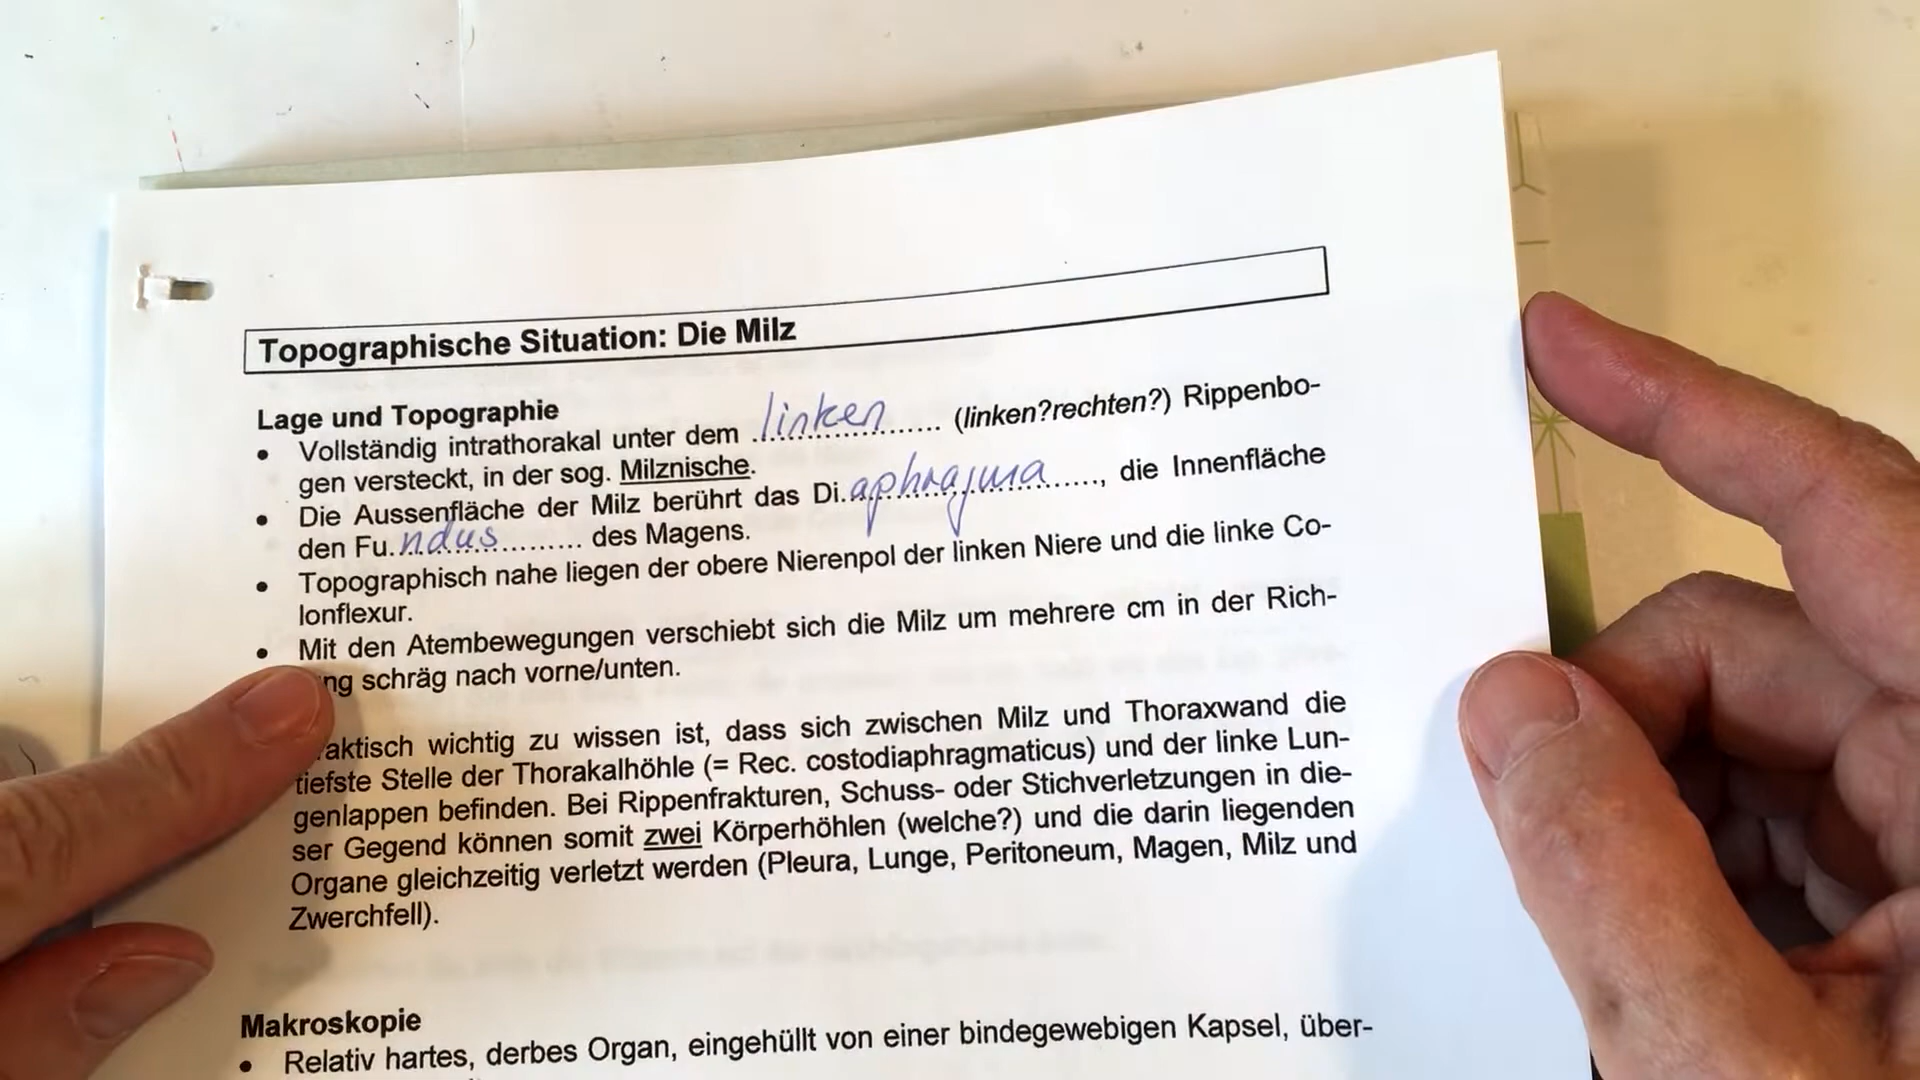 Topographische Situation: Die Milz
Lage und Topographie
• Vollständig intrathorakal unter dem linken (linken?rechten?) Rippenbo-
gen versteckt, in der sog. Milznische.
• Die Aussenfläche der Milz berührt das Di.aphragma......, die Innenfläche
den Fu.ndus............ des Magens.
• Topographisch nahe liegen der obere Nierenpol der linken Niere und die linke Co-
lonflexur.
• Mit den Atembewegungen verschiebt sich die Milz um mehrere cm in der Rich-
ng schräg nach vorne/unten.
aktisch wichtig zu wissen ist, dass sich zwischen Milz und Thoraxwand die
tiefste Stelle der Thorakalhöhle (= Rec. costodiaphragmaticus) und der linke Lun-
genlappen befinden. Bei Rippenfrakturen, Schuss- oder Stichverletzungen in die-
ser Gegend können somit zwei Körperhöhlen (welche?) und die darin liegenden
Organe gleichzeitig verletzt werden (Pleura, Lunge, Peritoneum, Magen, Milz und
Zwerchfell).
Makroskopie
• Relativ hartes, derbes Organ, eingehüllt von einer bindegewebigen Kapsel, über-